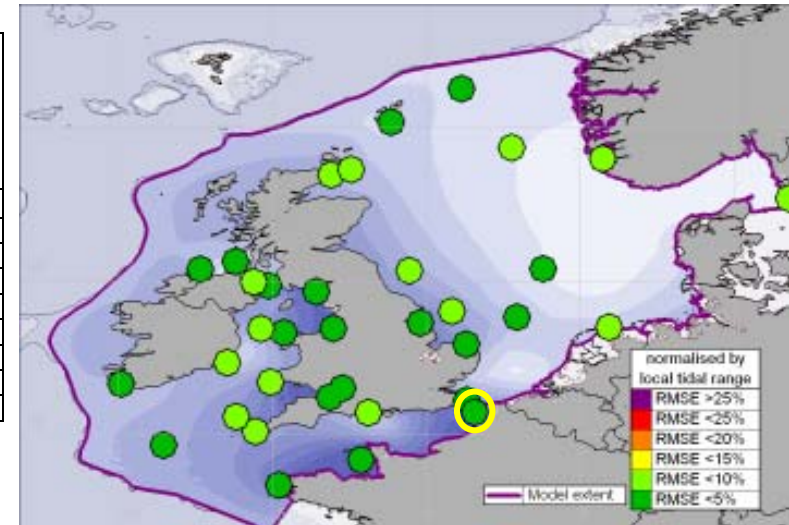 normalised by
local tidal range
RMSE >25%
RMSE <25%
RMSE <20%
RMSE <15%
RMSE <10%
RMSE <5%
Model extent